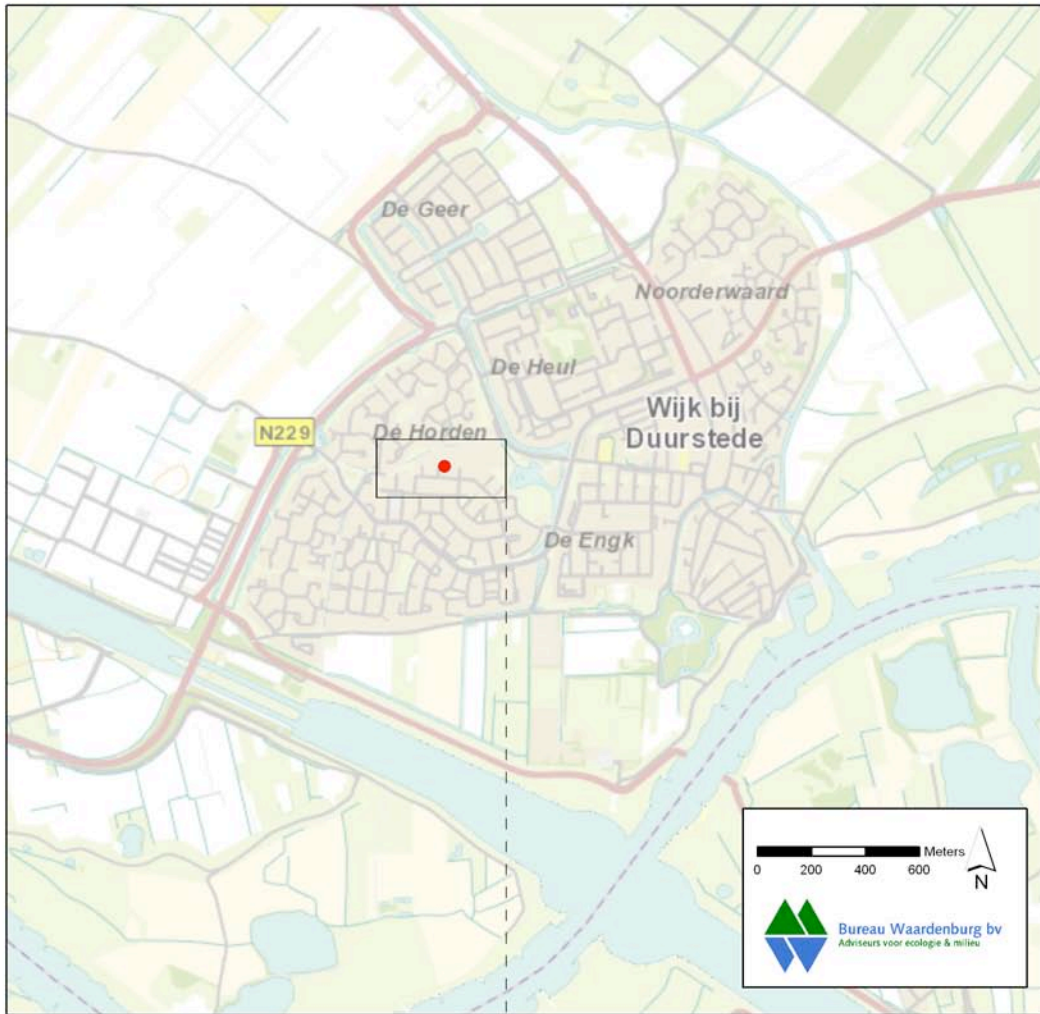 De Geer
Noorderwaard
De Heul
Wijk bij
Duurstede
N229
De Horden
De Engk
Meters
0 200 400 600
N
Bureau Waardenburg bv
Adviseurs voor ecologie & milieu